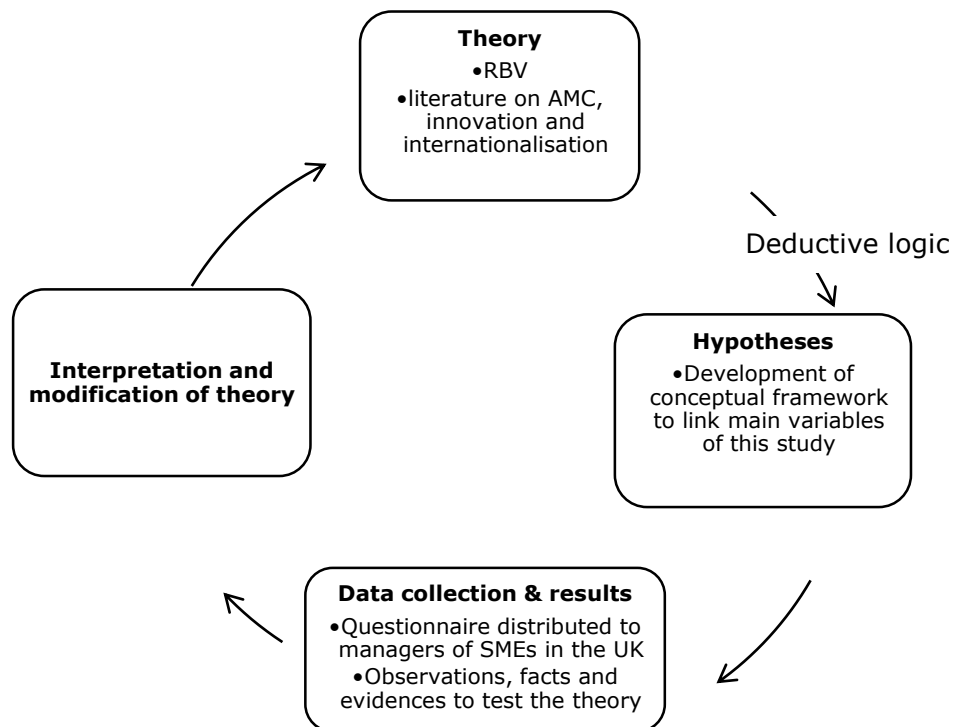 Theory
•RBV
•literature on AMC,
innovation and
internationalisation
Deductive logic
Hypotheses
•Development of
conceptual framework
to link main variables
of this study
Data collection & results
•Questionnaire distributed to
managers of SMEs in the UK
•Observations, facts and
evidences to test the theory
Interpretation and
modification of theory